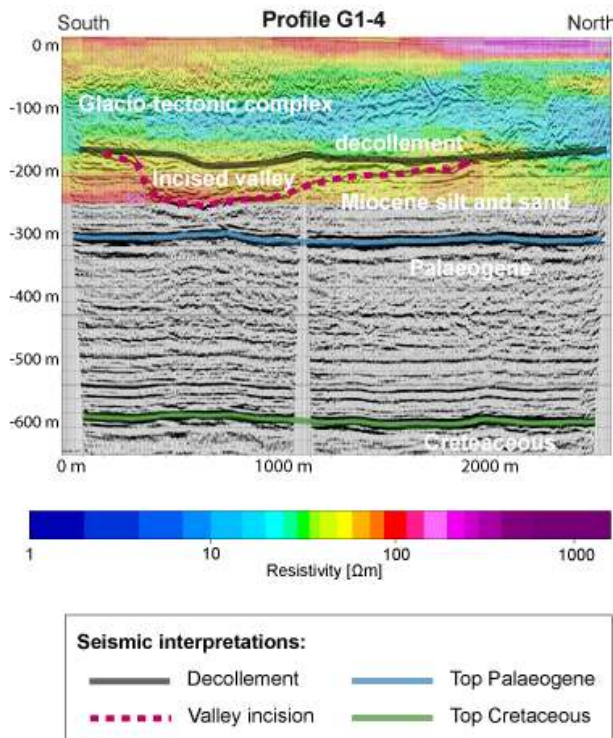 Profile G1-4
South
North
0 m
Glacio-tectonic complex
-100 m
decollement
Incised valley
-200 m
Miocene silt and sand
-300 m
Palaeogene
-400 m
-500 m
-600 m
Creteaceous
0 m 1000 m 2000 m
1 10 100 1000
Resistivity [Ωm]
Seismic interpretations:
Decollement Top Palaeogene
Valley incision Top Cretaceous